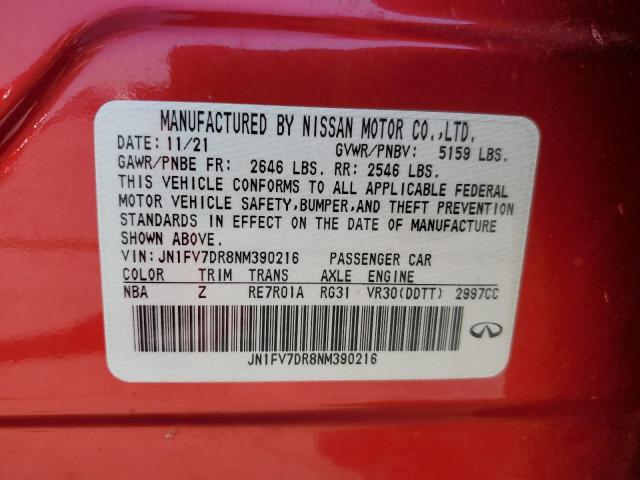 MANUFACTURED BY NISSAN MOTOR CO.,LTD.
DATE: 11/21 GVWR/PNBV: 5159 LBS.
GAWR/PNBE FR: 2646 LBS. RR: 2546 LBS.
THIS VEHICLE CONFORMS TO ALL APPLICABLE FEDERAL
MOTOR VEHICLE SAFETY,BUMPER,AND THEFT PREVENTION
STANDARDS IN EFFECT ON THE DATE OF MANUFACTURE
SHOWN ABOVE.
VIN:JN1FV7DR8NM390216 PASSENGER CAR
COLOR TRIM TRANS AXLE ENGINE
NBA Z RE7R01A RG31 VR30(DDTT) 2997CC
JN1FV7DR8NM390216